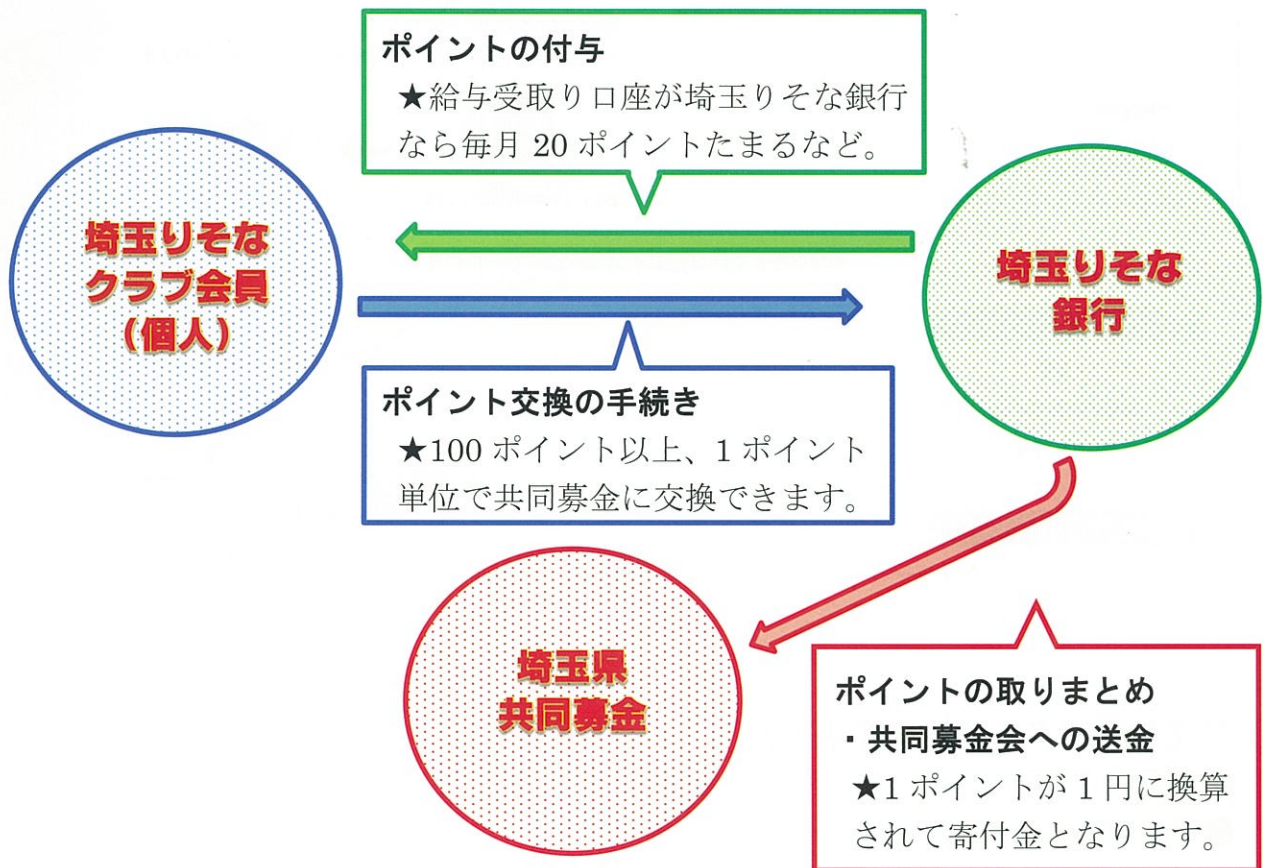 ポイントの付与
★給与受取り口座が埼玉りそな銀行
なら毎月 20 ポイントたまるなど。
埼玉りそな
クラブ会員
（個人）
埼玉りそな
銀行
ポイント交換の手続き
★100 ポイント以上、1 ポイント
単位で共同募金に交換できます。
埼玉県
共同募金
ポイントの取りまとめ
・共同募金会への送金
★1 ポイントが 1 円に換算
されて寄付金となります。